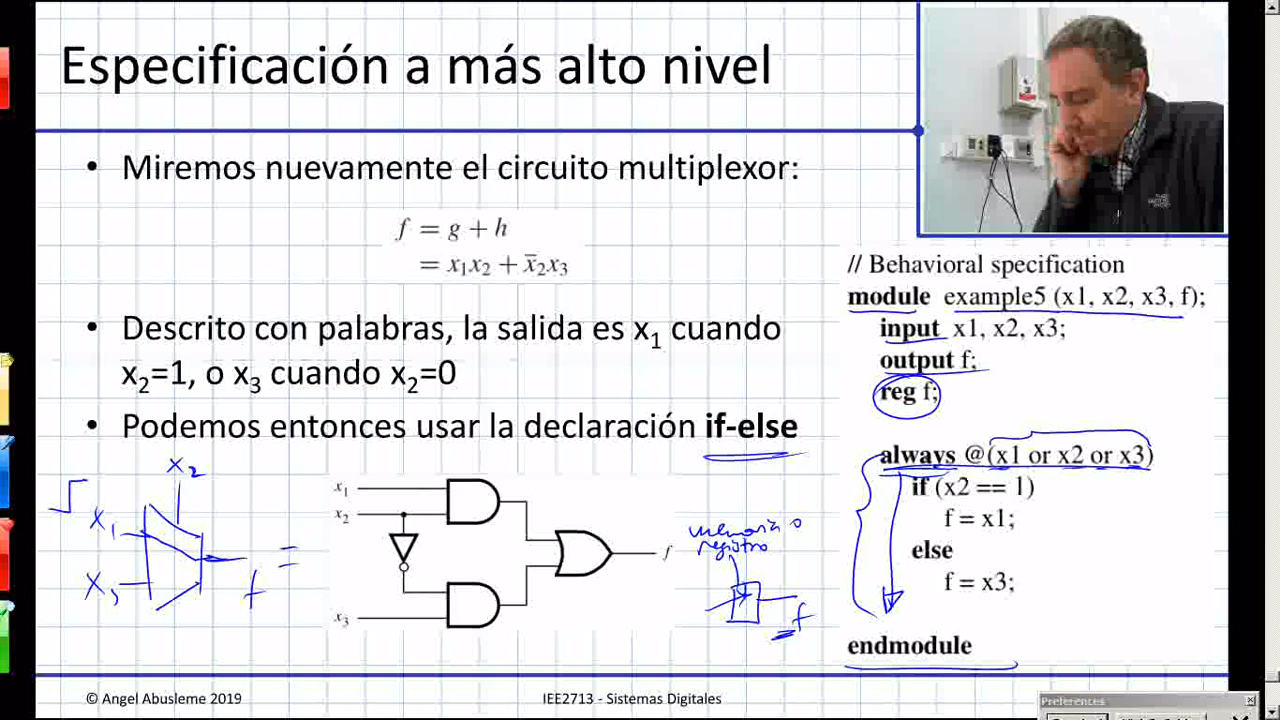 Especificación a más alto nivel
• Miremos nuevamente el circuito multiplexor:
f = g + h
= x₁x₂ + x̄₂x₃
• Descrito con palabras, la salida es x₁ cuando
x₂=1, o x₃ cuando x₂=0
• Podemos entonces usar la declaración if-else
x₂
x₁
x₃
f
=
x₁
x₂
x₃
f
memoria o
registro
f
// Behavioral specification
module example5 (x1, x2, x3, f);
input x1, x2, x3;
output f;
reg f;
always @(x1 or x2 or x3)
if (x2 == 1)
f = x1;
else
f = x3;
endmodule
© Angel Abusleme 2019
IEE2713 - Sistemas Digitales
Preferences